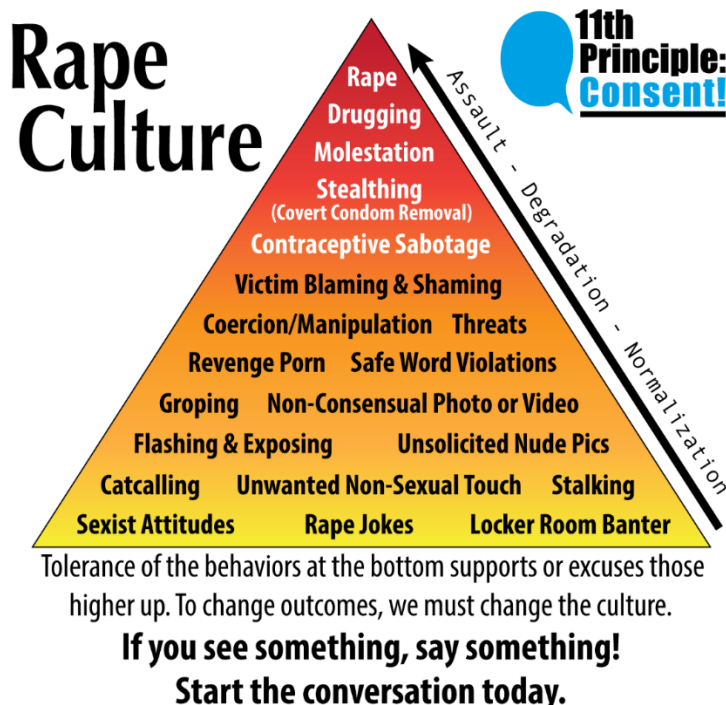 Rape
Culture
11th
Principle:
Consent!
Assault - Degradation - Normalization
Rape
Drugging
Molestation
Stealthing
(Covert Condom Removal)
Contraceptive Sabotage
Victim Blaming & Shaming
Coercion/Manipulation Threats
Revenge Porn Safe Word Violations
Groping Non-Consensual Photo or Video
Flashing & Exposing Unsolicited Nude Pics
Catcalling Unwanted Non-Sexual Touch Stalking
Sexist Attitudes Rape Jokes Locker Room Banter
Tolerance of the behaviors at the bottom supports or excuses those
higher up. To change outcomes, we must change the culture.
If you see something, say something!
Start the conversation today.